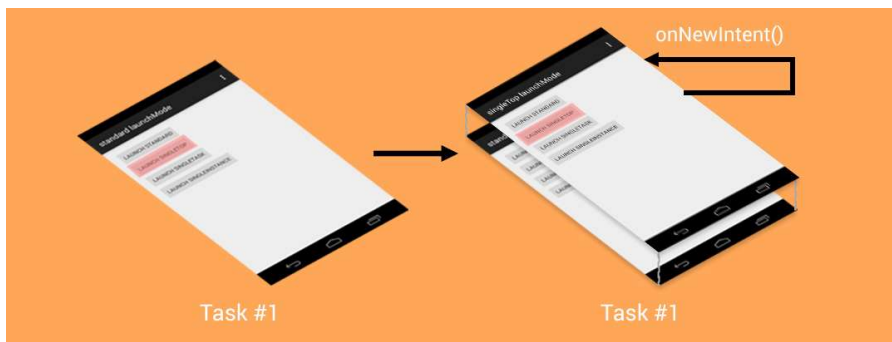 onNewIntent()
standard launchMode
LAUNCH STANDARD
LAUNCH SINGLETOP
LAUNCH SINGLETASK
LAUNCH SINGLEINSTANCE
singleTop launchMode
LAUNCH STANDARD
LAUNCH SINGLETOP
LAUNCH SINGLETASK
LAUNCH SINGLEINSTANCE
Task #1
Task #1